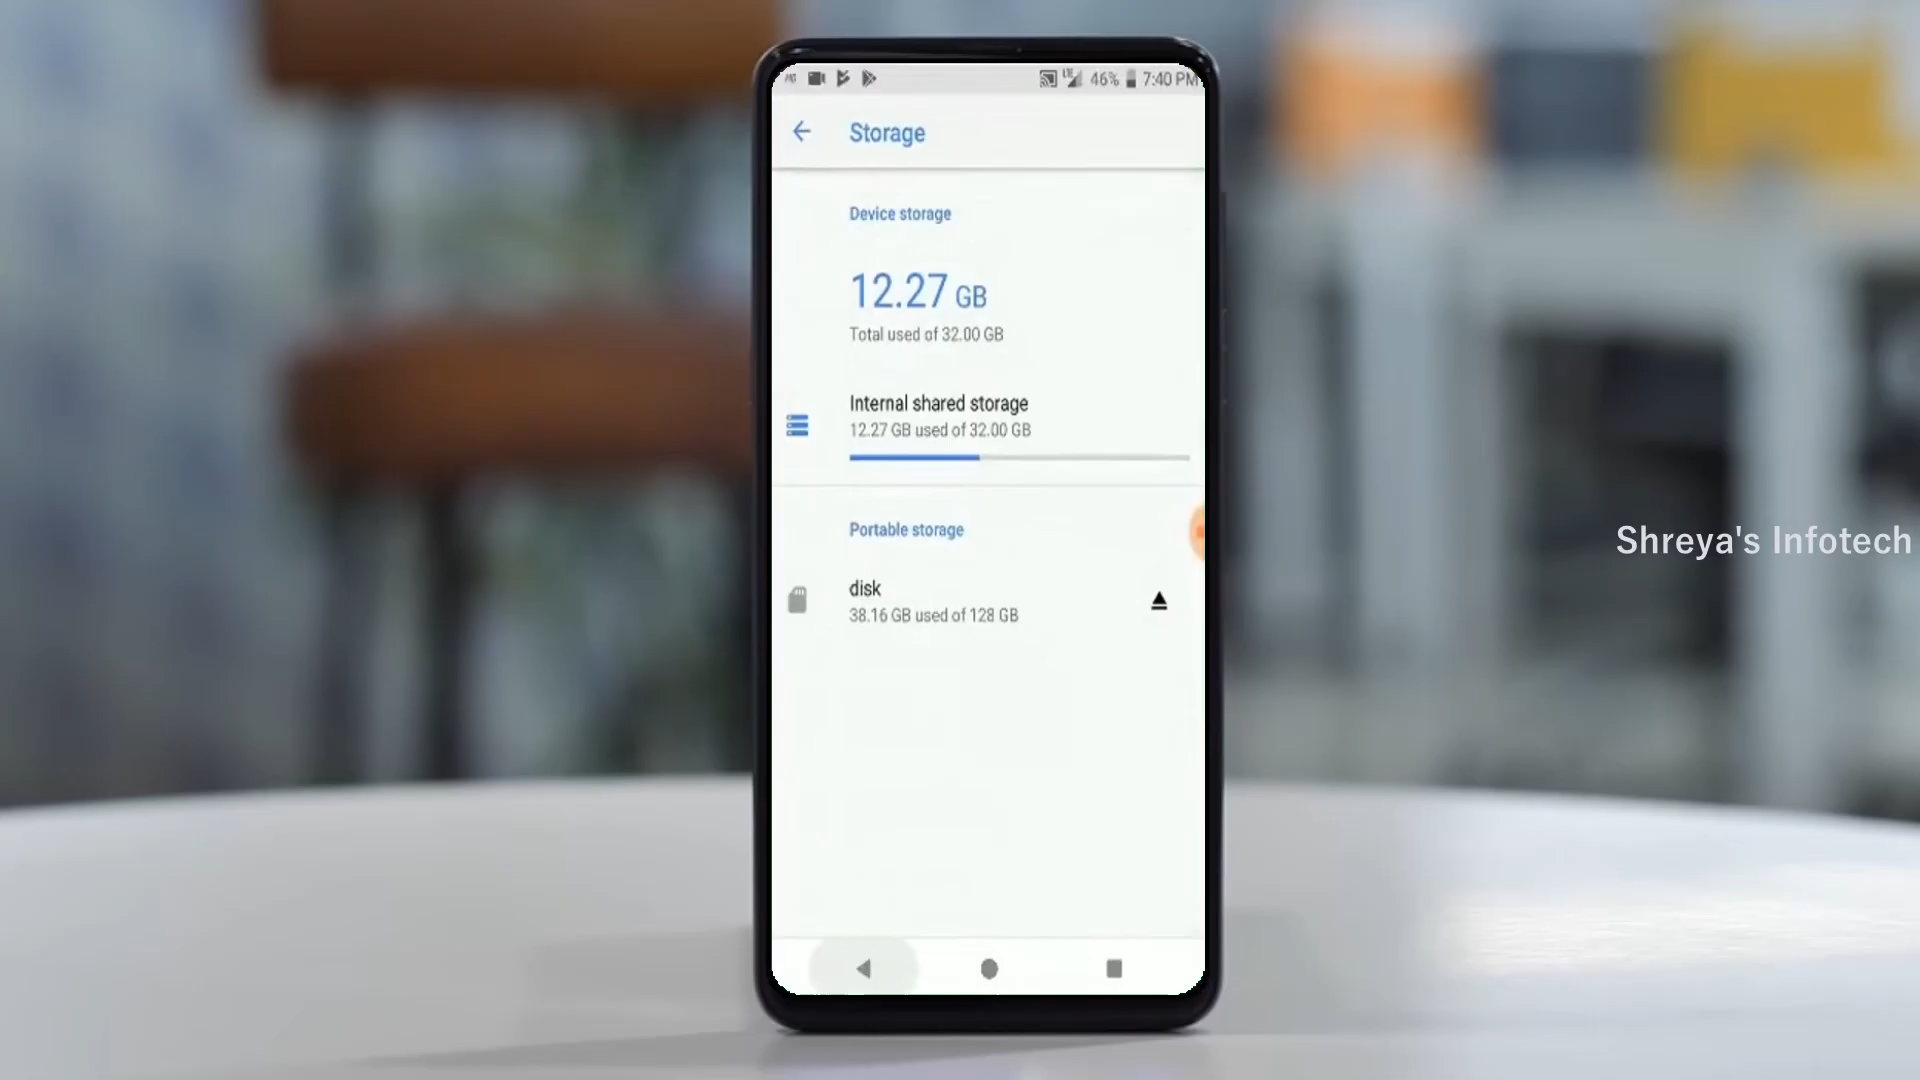 46% 7:40 PM
Storage
Device storage
12.27 GB
Total used of 32.00 GB
Internal shared storage
12.27 GB used of 32.00 GB
Portable storage
disk
38.16 GB used of 128 GB
Shreya's Infotech